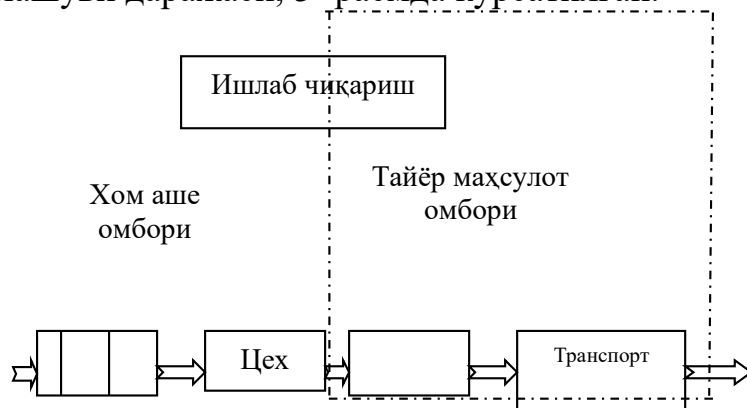 Ишлаб чиқариш
Хом аше
омбори
Тайёр маҳсулот
омбори
Цех
Транспорт